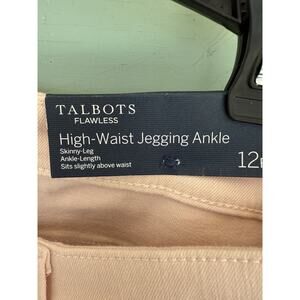 TALBOTS
FLAWLESS
High-Waist Jegging Ankle
Skinny-Leg
Ankle-Length
Sits slightly above waist
12